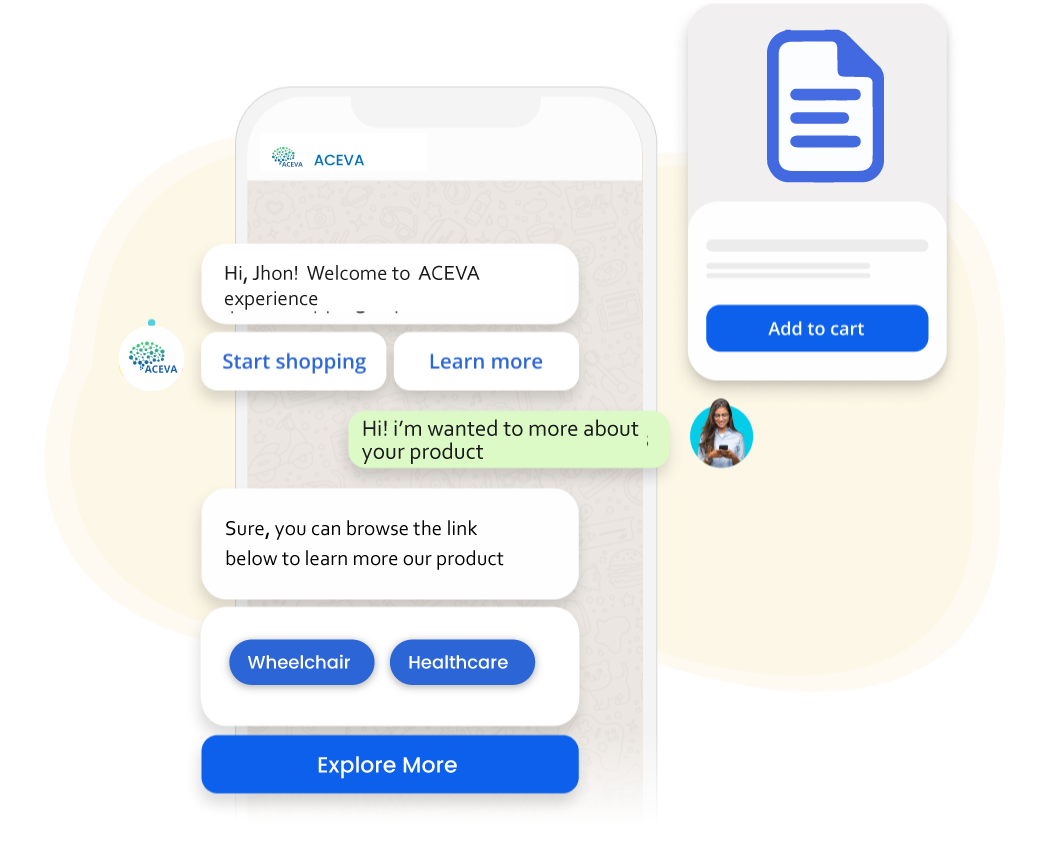 ACEVA
ACEVA
Hi, Jhon! Welcome to ACEVA
experience
Start shopping
Learn more
ACEVA
Hi! i'm wanted to more about
your product
Sure, you can browse the link
below to learn more our product
Wheelchair
Healthcare
Explore More
Add to cart